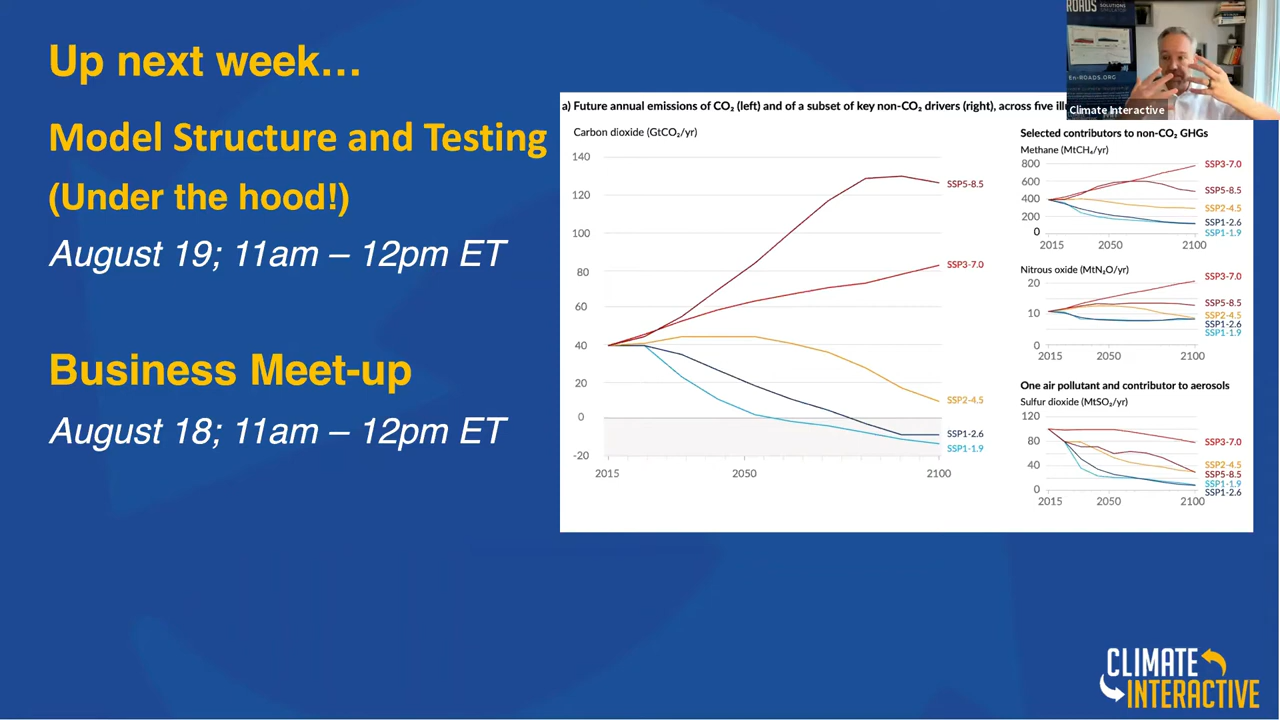 Up next week…
Model Structure and Testing
(Under the hood!)
August 19; 11am – 12pm ET
Business Meet-up
August 18; 11am – 12pm ET
ROADS
SOLUTIONS
SIMULATOR
En-ROADS.ORG
Climate Interactive
a) Future annual emissions of CO₂ (left) and of a subset of key non-CO₂ drivers (right), across five
Carbon dioxide (GtCO₂/yr)
140
120
100
80
60
40
20
0
-20
2015 2050 2100
SSP5-8.5
SSP3-7.0
SSP2-4.5
SSP1-2.6
SSP1-1.9
Selected contributors to non-CO₂ GHGs
Methane (MtCH₄/yr)
800
600
400
200
0
2015 2050 2100
SSP3-7.0
SSP5-8.5
SSP2-4.5
SSP1-2.6
SSP1-1.9
Nitrous oxide (MtN₂O/yr)
20
10
0
2015 2050 2100
SSP3-7.0
SSP5-8.5
SSP2-4.5
SSP1-2.6
SSP1-1.9
One air pollutant and contributor to aerosols
Sulfur dioxide (MtSO₂/yr)
120
80
40
0
2015 2050 2100
SSP3-7.0
SSP2-4.5
SSP5-8.5
SSP1-1.9
SSP1-2.6
CLIMATE
INTERACTIVE